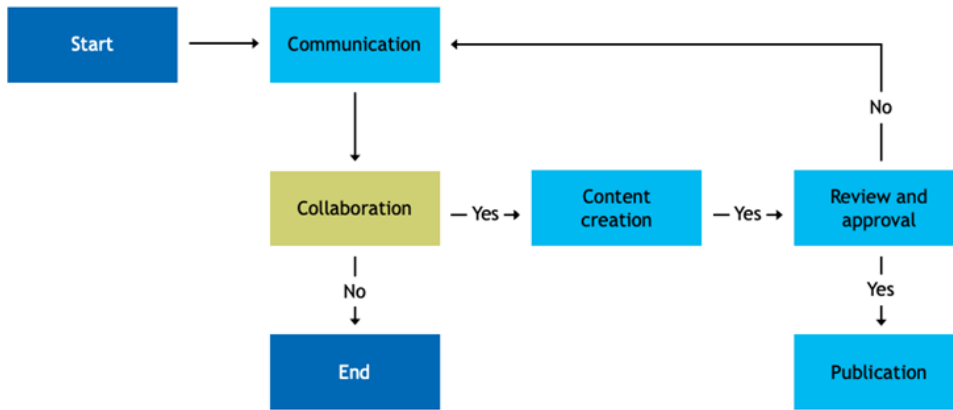 Start
Communication
No
Collaboration
Yes
Content
creation
Yes
Review and
approval
No
Yes
End
Publication